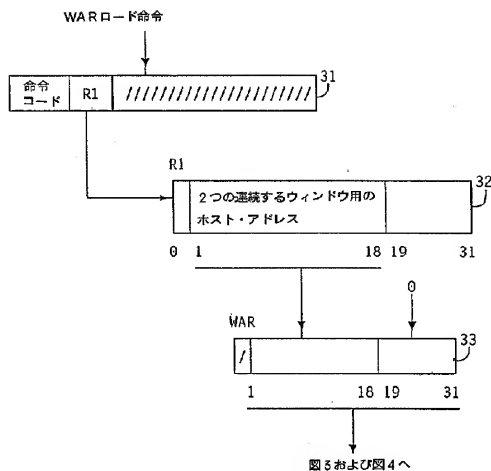 WARロード命令
31
命令
コード
R1
////////////////////////
R1
32
2つの連続するウィンドウ用の
ホスト・アドレス
0 1 18 19 31
0
WAR
33
/
1 18 19 31
図3および図4へ